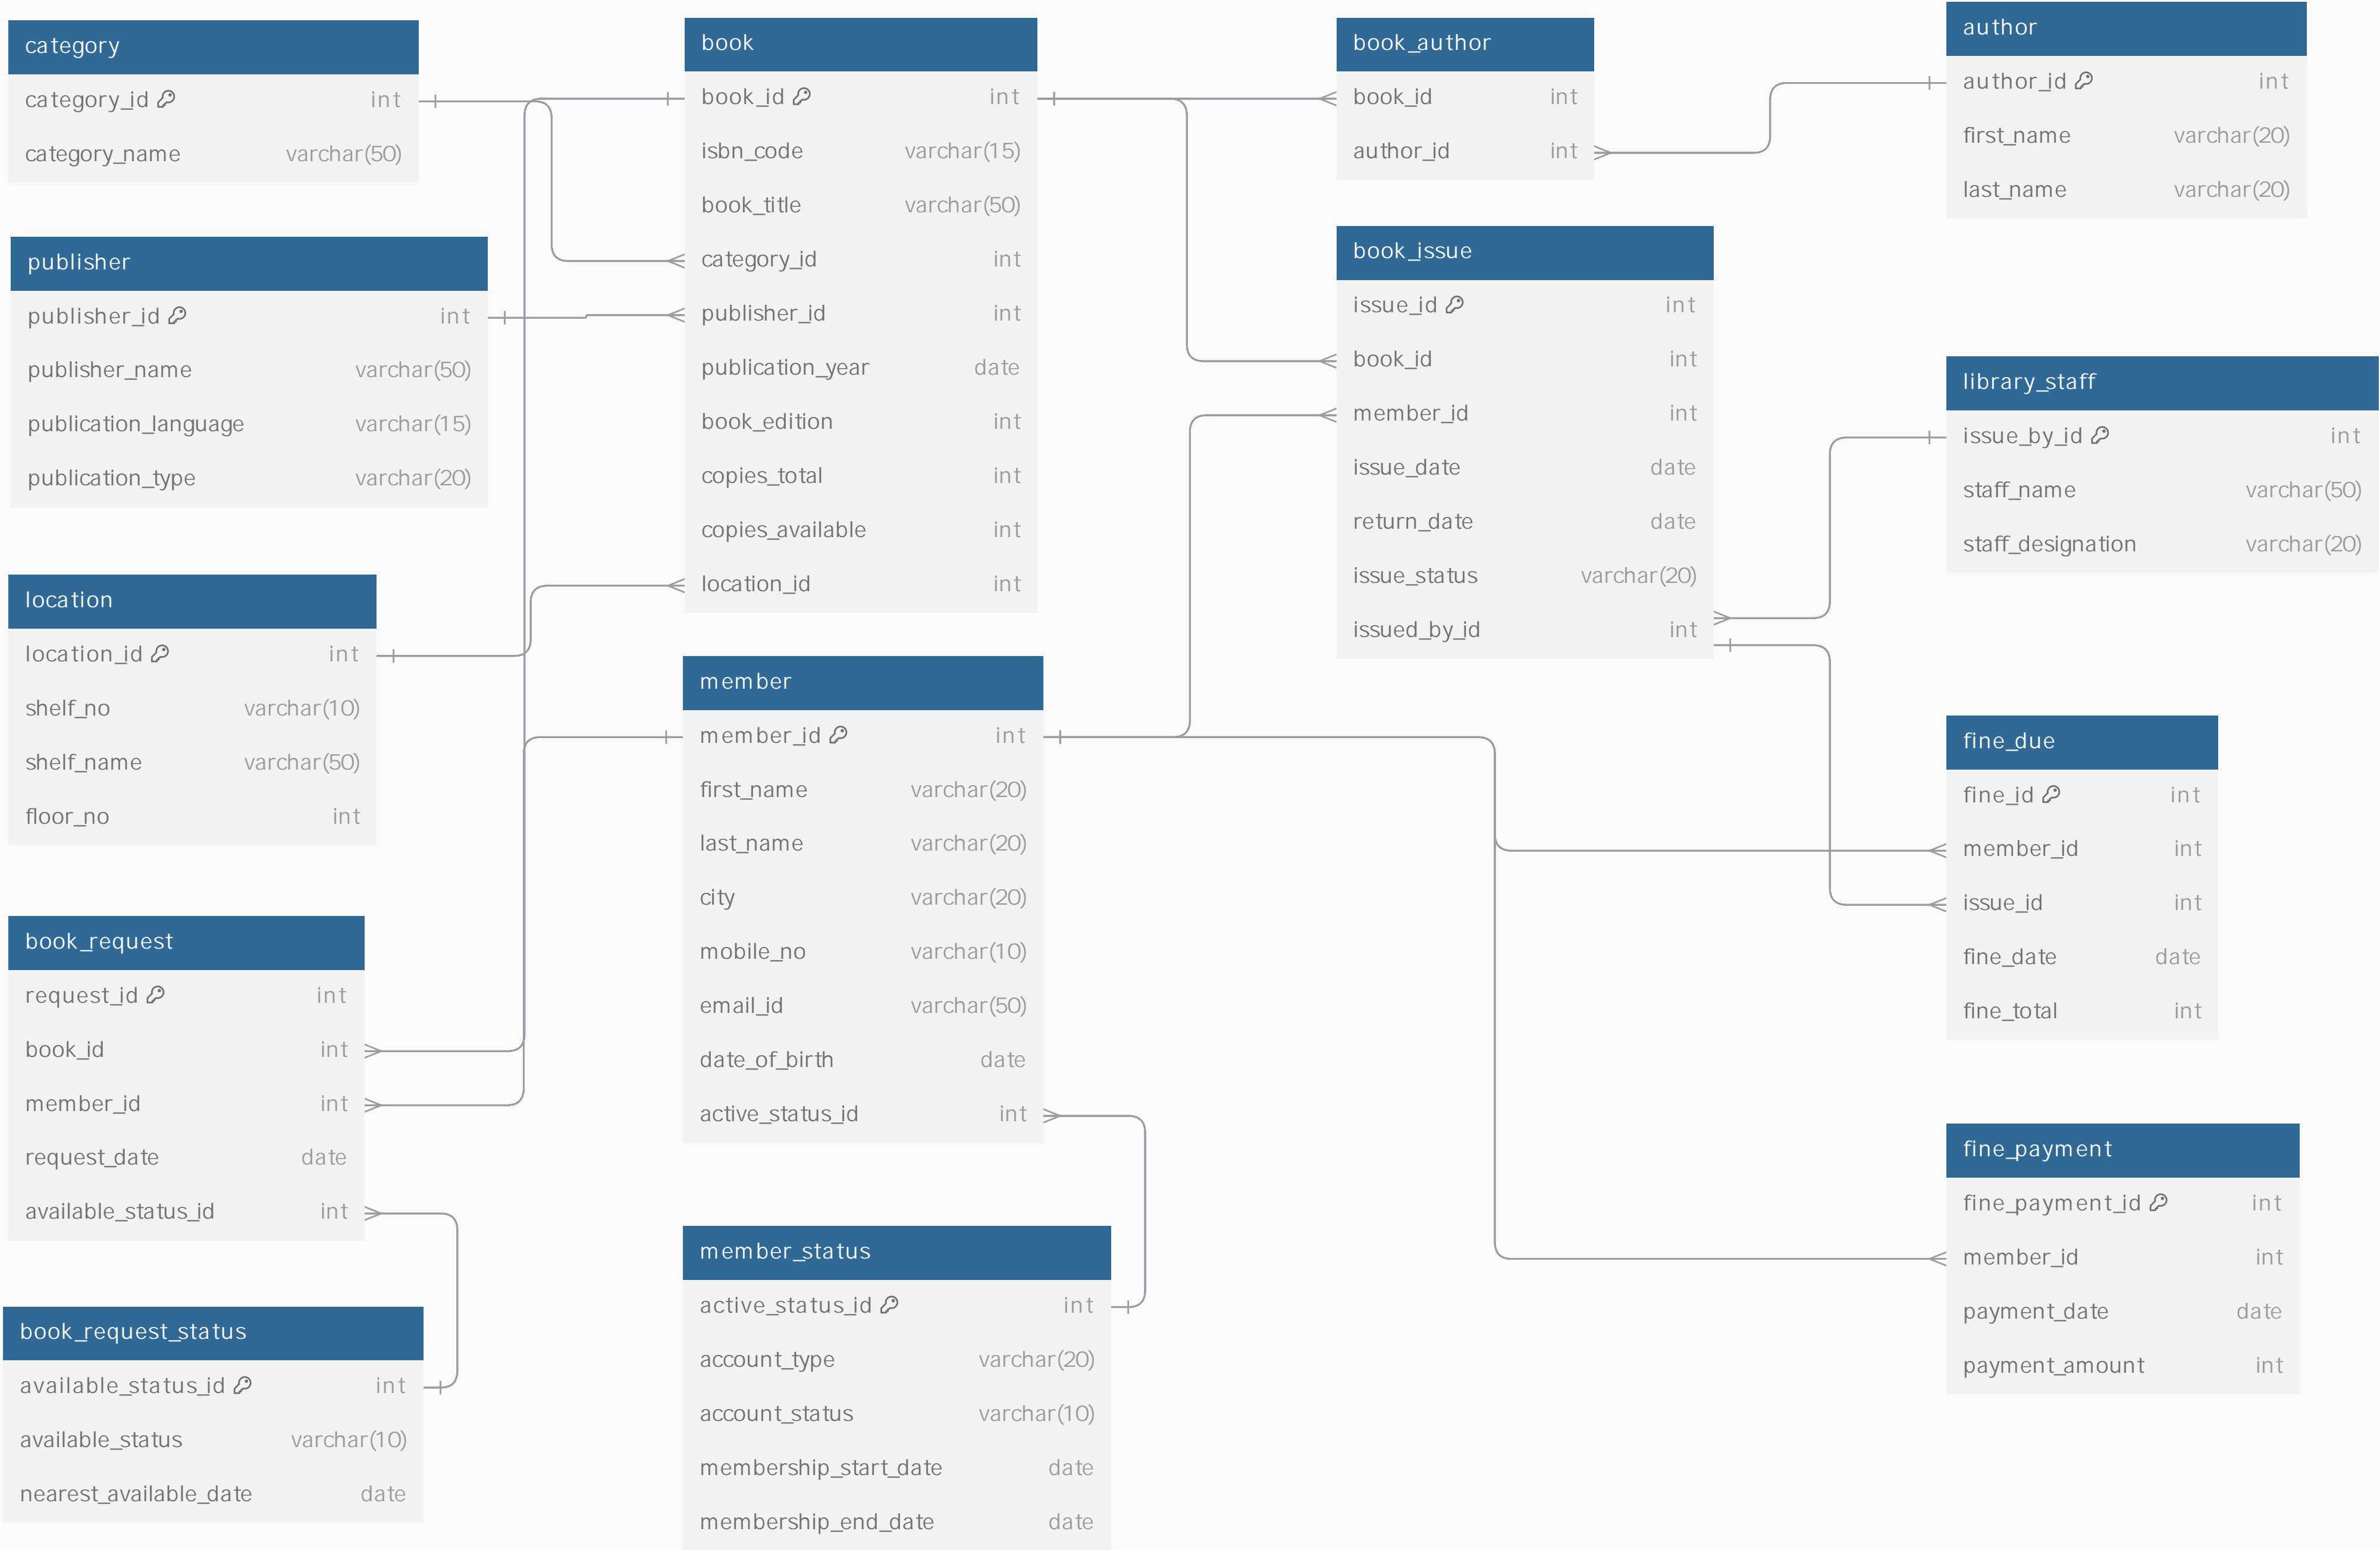 category
category_id int
category_name varchar(50)
publisher
publisher_id int
publisher_name varchar(50)
publication_language varchar(15)
publication_type varchar(20)
location
location_id int
shelf_no varchar(10)
shelf_name varchar(50)
floor_no int
book_request
request_id int
book_id int
member_id int
request_date date
available_status_id int
book_request_status
available_status_id int
available_status varchar(10)
nearest_available_date date
book
book_id int
isbn_code varchar(15)
book_title varchar(50)
category_id int
publisher_id int
publication_year date
book_edition int
copies_total int
copies_available int
location_id int
member
member_id int
first_name varchar(20)
last_name varchar(20)
city varchar(20)
mobile_no varchar(10)
email_id varchar(50)
date_of_birth date
active_status_id int
member_status
active_status_id int
account_type varchar(20)
account_status varchar(10)
membership_start_date date
membership_end_date date
book_author
book_id int
author_id int
book_issue
issue_id int
book_id int
member_id int
issue_date date
return_date date
issue_status varchar(20)
issued_by_id int
author
author_id int
first_name varchar(20)
last_name varchar(20)
library_staff
issue_by_id int
staff_name varchar(50)
staff_designation varchar(20)
fine_due
fine_id int
member_id int
issue_id int
fine_date date
fine_total int
fine_payment
fine_payment_id int
member_id int
payment_date date
payment_amount int